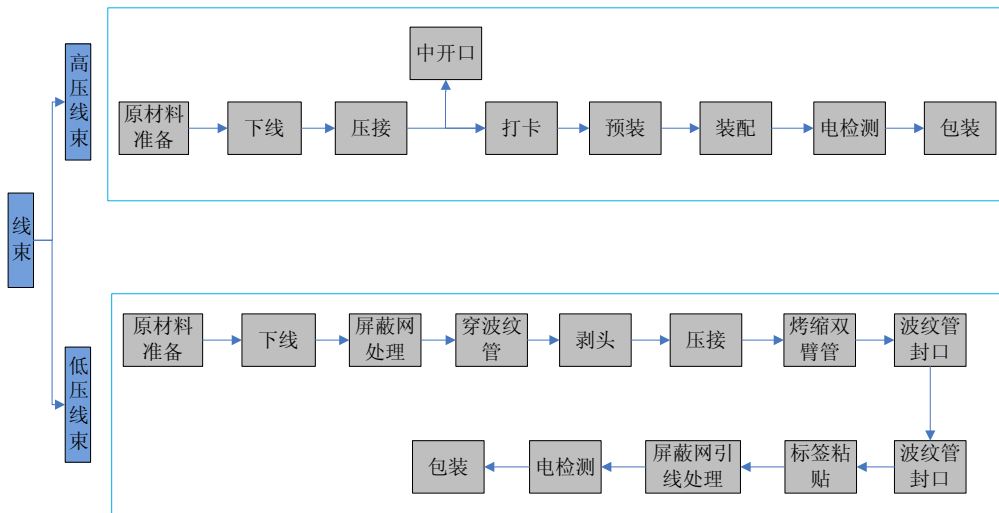 线
束
高
压
线
束
中开口
原材料
准备
下线
压接
打卡
预装
装配
电检测
包装
低
压
线
束
原材料
准备
下线
屏蔽网
处理
穿波纹
管
剥头
压接
烤缩双
臂管
波纹管
封口
包装
电检测
屏蔽网引
线处理
标签粘
贴
波纹管
封口